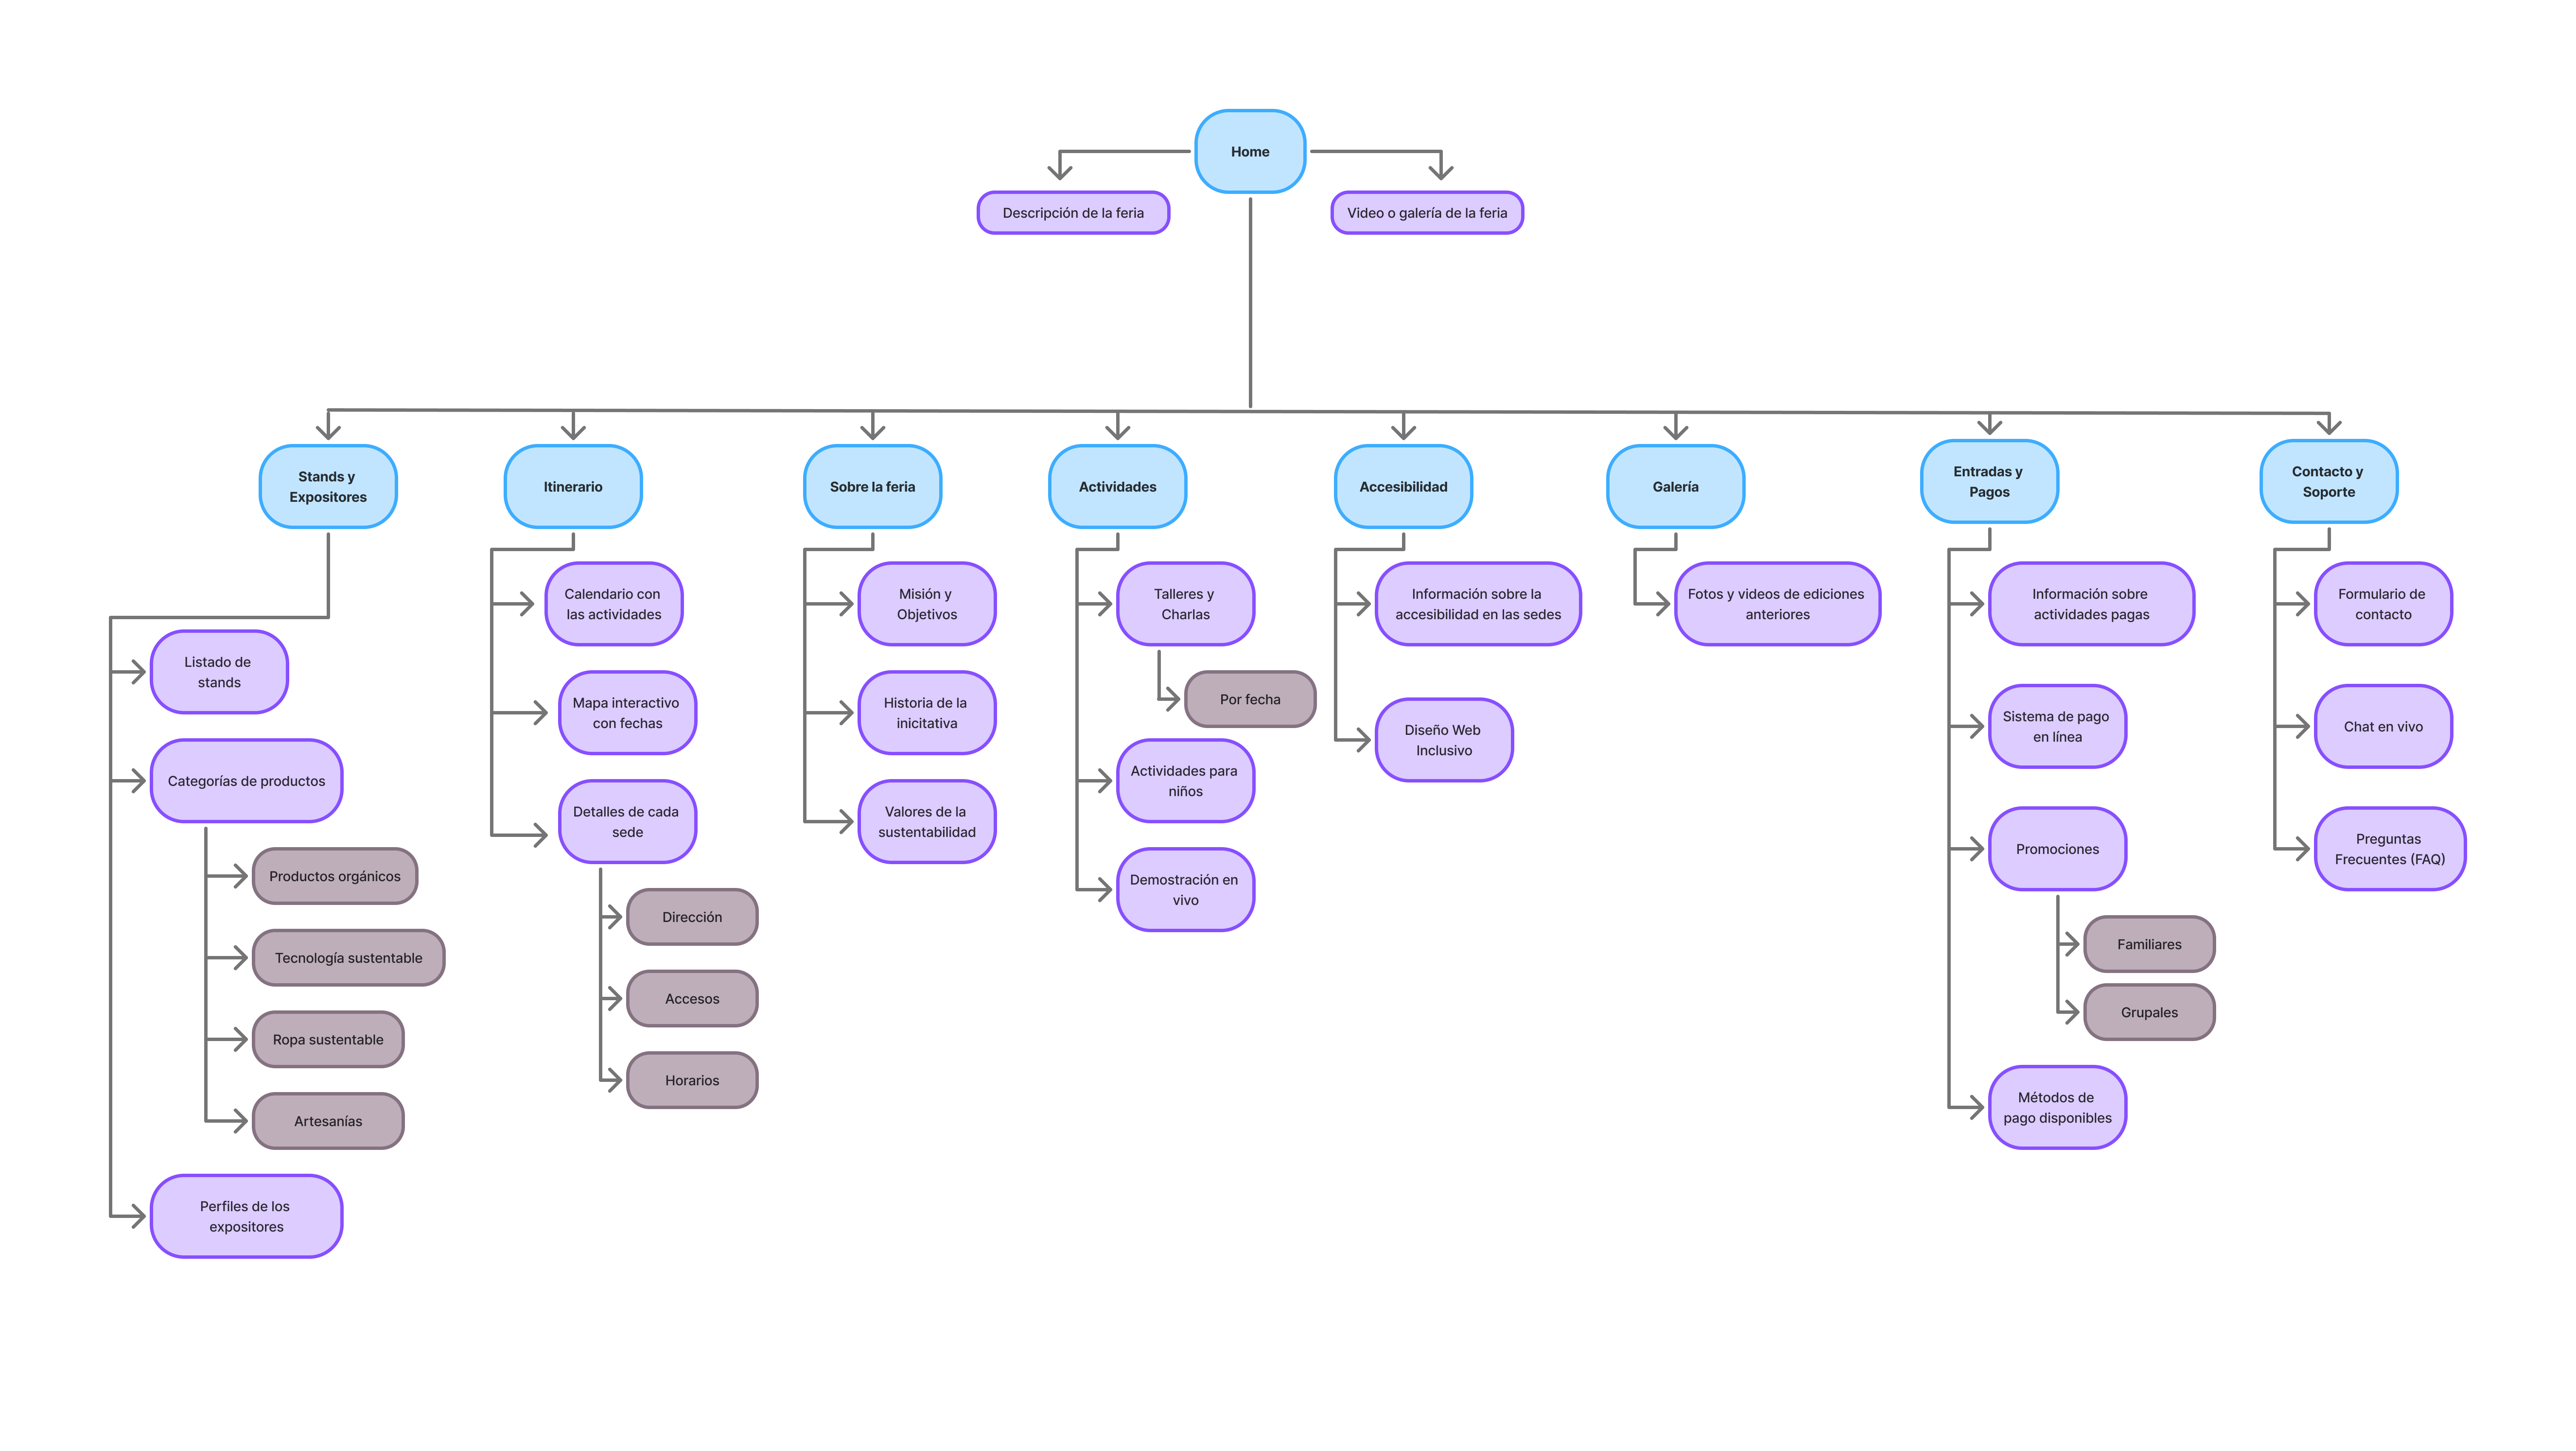 Home
Descripción de la feria
Video o galería de la feria
Stands y
Expositores
Listado de
stands
Categorías de productos
Productos orgánicos
Tecnología sustentable
Ropa sustentable
Artesanías
Perfiles de los
expositores
Itinerario
Calendario con
las actividades
Mapa interactivo
con fechas
Detalles de cada
sede
Dirección
Accesos
Horarios
Sobre la feria
Misión y
Objetivos
Historia de la
inicitativa
Valores de la
sustentabilidad
Actividades
Talleres y
Charlas
Por fecha
Actividades para
niños
Demostración en
vivo
Accesibilidad
Información sobre la
accesibilidad en las sedes
Diseño Web
Inclusivo
Galería
Fotos y videos de ediciones
anteriores
Entradas y
Pagos
Información sobre
actividades pagas
Sistema de pago
en línea
Promociones
Familiares
Grupales
Métodos de
pago disponibles
Contacto y
Soporte
Formulario de
contacto
Chat en vivo
Preguntas
Frecuentes (FAQ)